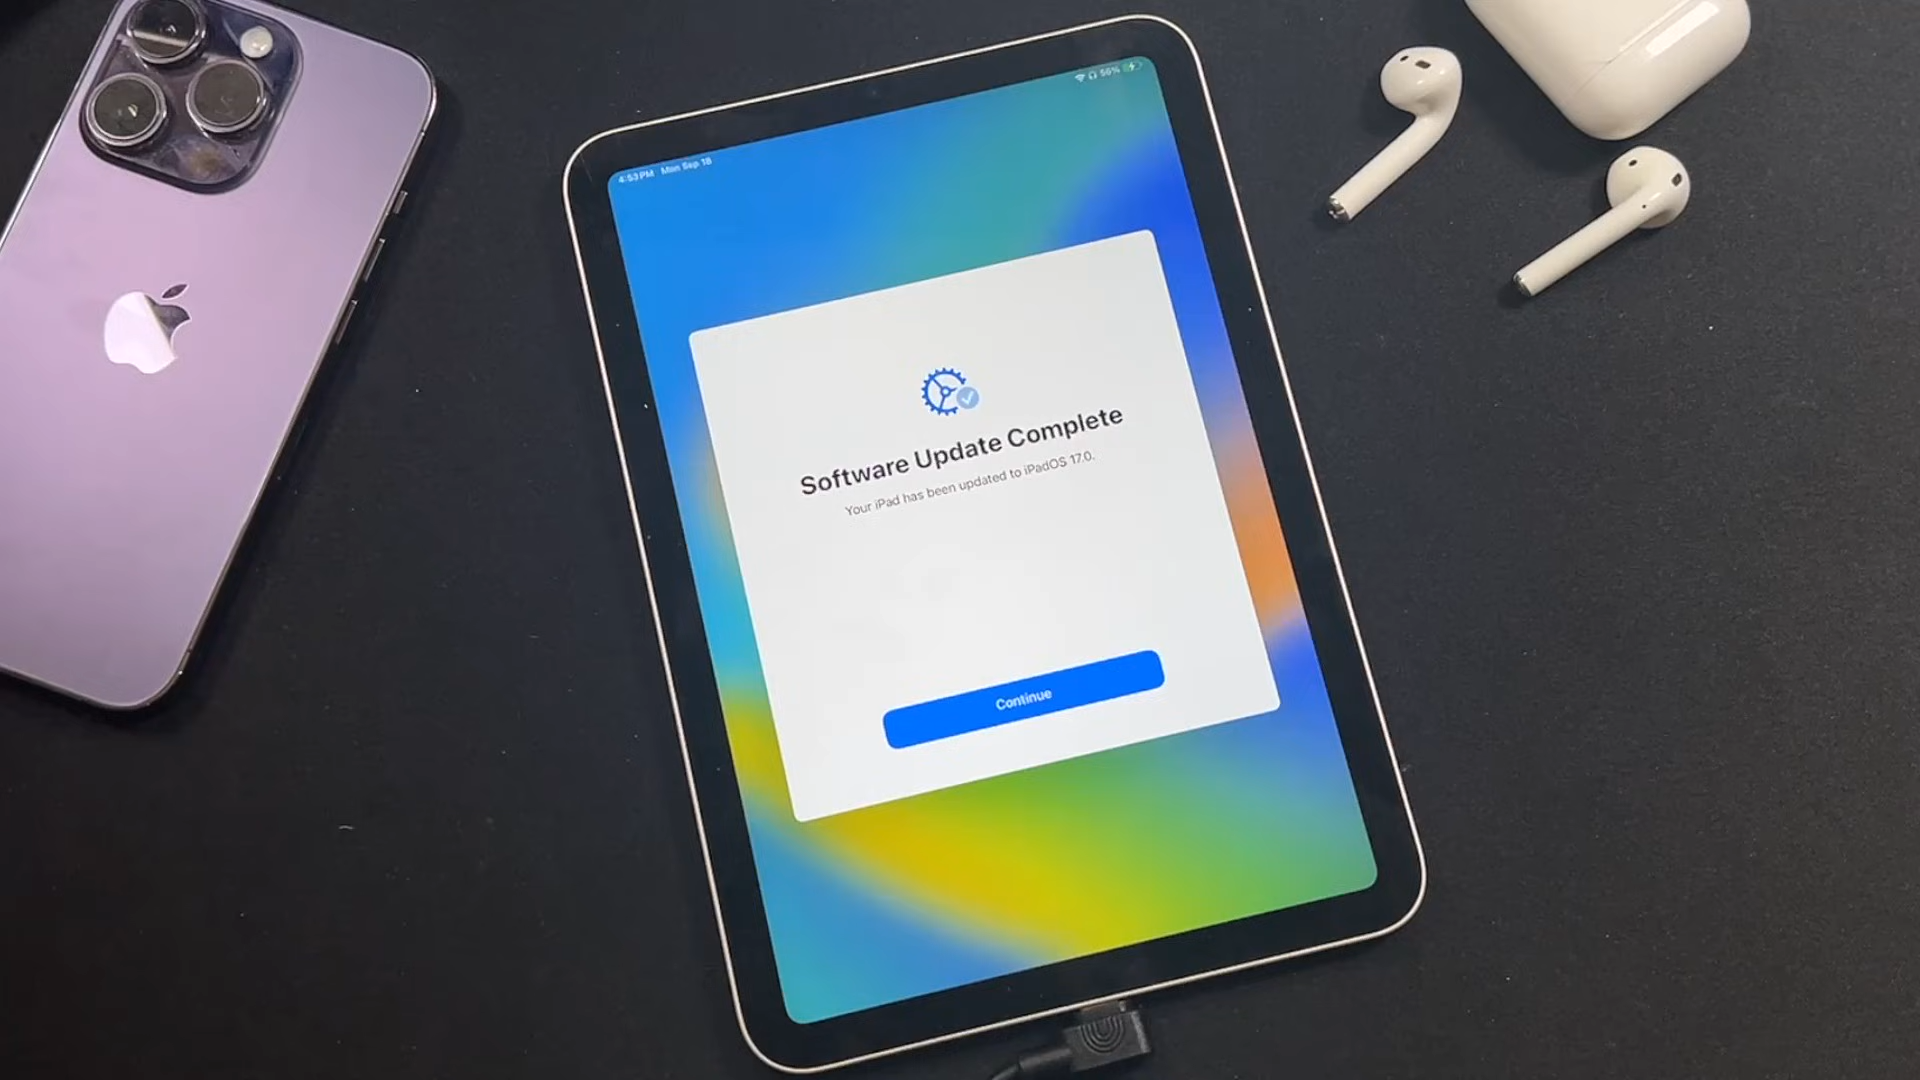 4:53 PM Mon Sep 18
56%
Software Update Complete
Your iPad has been updated to iPadOS 17.0.
Continue